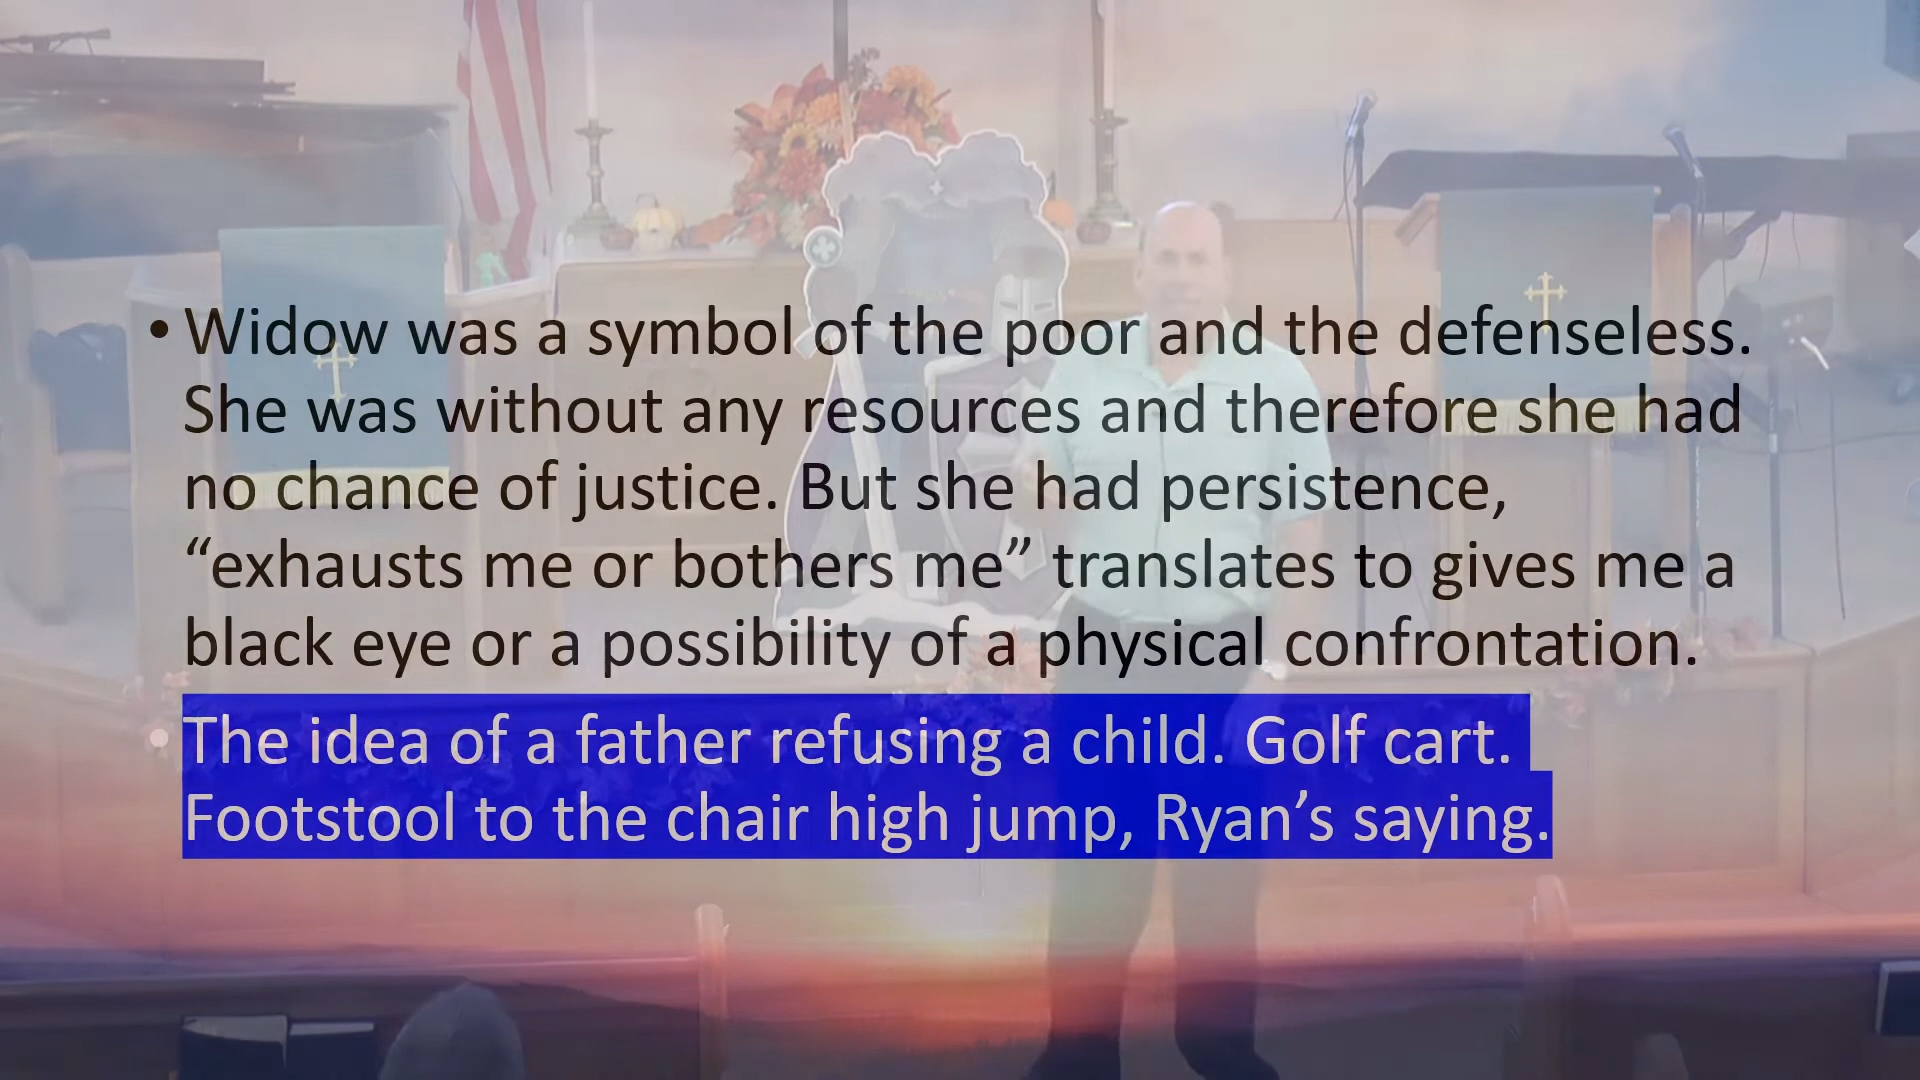 • Widow was a symbol of the poor and the defenseless.
She was without any resources and therefore she had
no chance of justice. But she had persistence,
“exhausts me or bothers me” translates to gives me a
black eye or a possibility of a physical confrontation.
• The idea of a father refusing a child. Golf cart.
Footstool to the chair high jump, Ryan’s saying.